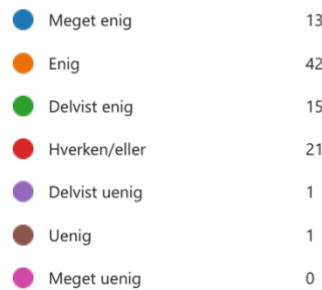 Meget enig 13
Enig 42
Delvist enig 15
Hverken/eller 21
Delvist uenig 1
Uenig 1
Meget uenig 0